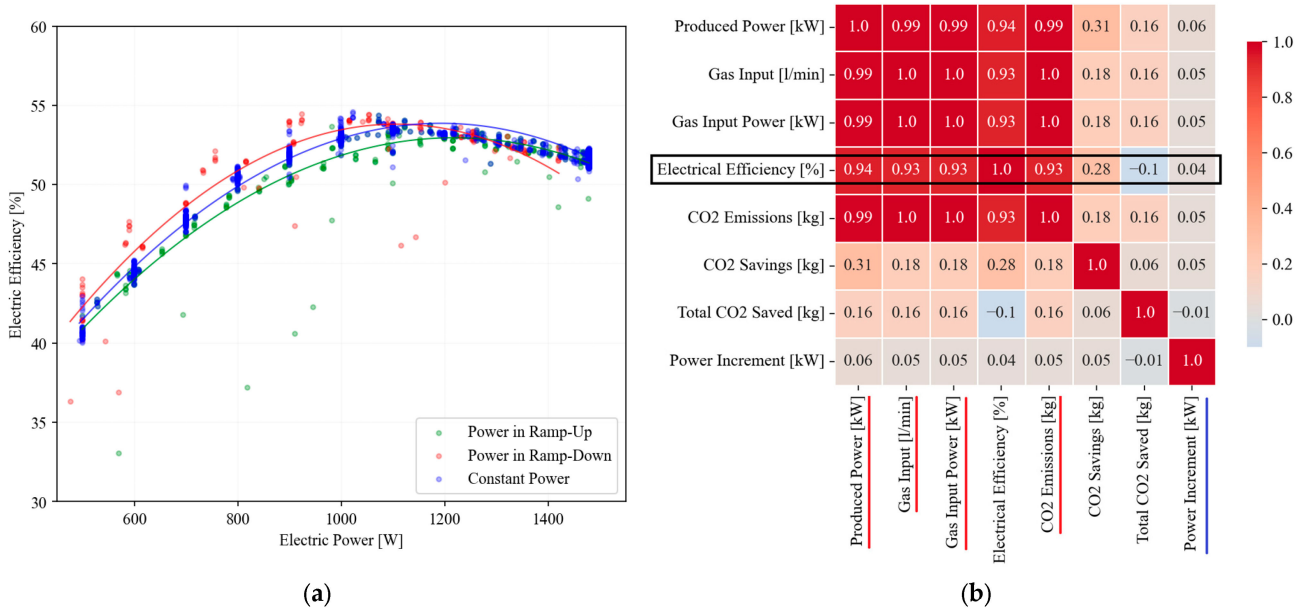 60
55
50
45
40
35
30
Electric Efficiency [%]
Power in Ramp-Up
Power in Ramp-Down
Constant Power
600 800 1000 1200 1400
Electric Power [W]
(a)
Produced Power [kW] 1.0 0.99 0.99 0.94 0.99 0.31 0.16 0.06
Gas Input [l/min] 0.99 1.0 1.0 0.93 1.0 0.18 0.16 0.05
Gas Input Power [kW] 0.99 1.0 1.0 0.93 1.0 0.18 0.16 0.05
Electrical Efficiency [%] 0.94 0.93 0.93 1.0 0.93 0.28 −0.1 0.04
CO2 Emissions [kg] 0.99 1.0 1.0 0.93 1.0 0.18 0.16 0.05
CO2 Savings [kg] 0.31 0.18 0.18 0.28 0.18 1.0 0.06 0.05
Total CO2 Saved [kg] 0.16 0.16 0.16 −0.1 0.16 0.06 1.0 −0.01
Power Increment [kW] 0.06 0.05 0.05 0.04 0.05 0.05 −0.01 1.0
Produced Power [kW]
Gas Input [l/min]
Gas Input Power [kW]
Electrical Efficiency [%]
CO2 Emissions [kg]
CO2 Savings [kg]
Total CO2 Saved [kg]
Power Increment [kW]
1.0
0.8
0.6
0.4
0.2
0.0
(b)